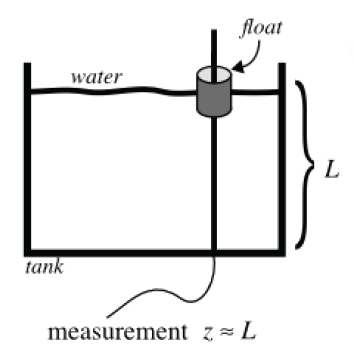 float
water
L
tank
measurement z ≈ L